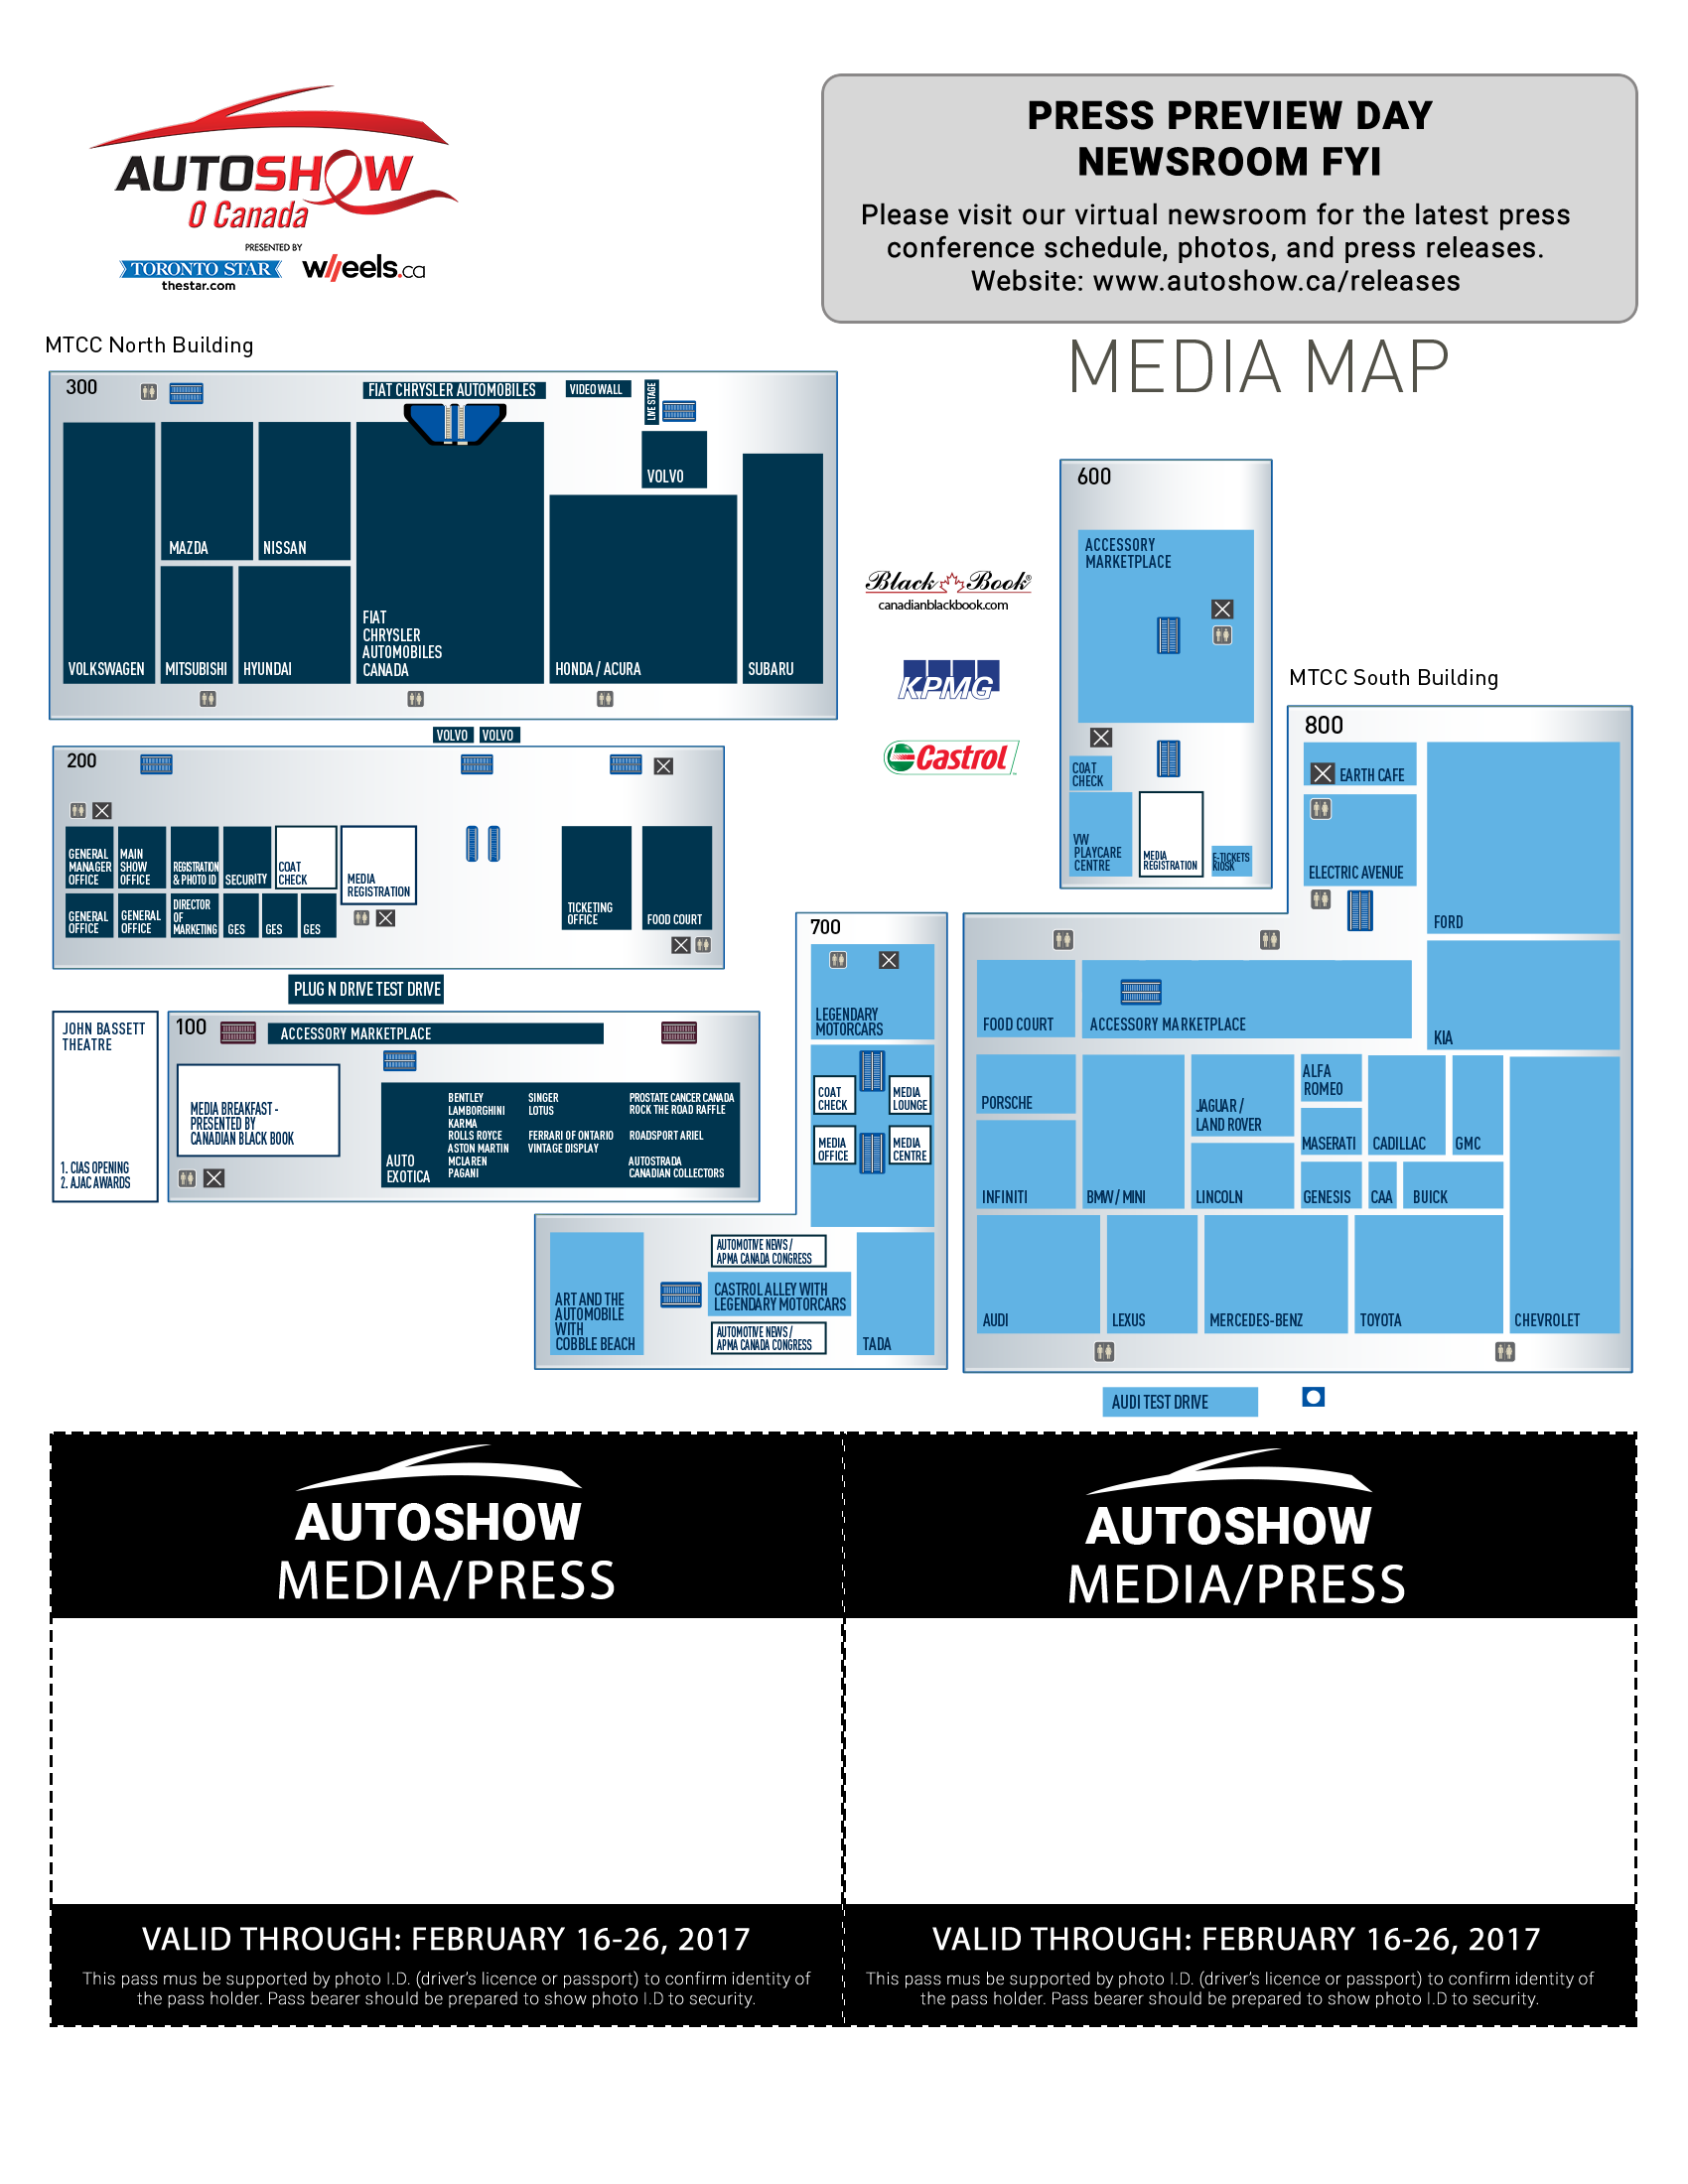 AUTOSHOW
O Canada
PRESENTED BY
TORONTO STAR
thestar.com
wheels.ca
PRESS PREVIEW DAY
NEWSROOM FYI
Please visit our virtual newsroom for the latest press
conference schedule, photos, and press releases.
Website: www.autoshow.ca/releases
MEDIA MAP
MTCC North Building
300
FIAT CHRYSLER AUTOMOBILES
VIDEO WALL
LIVE STAGE
VOLVO
MAZDA
NISSAN
VOLKSWAGEN
MITSUBISHI
HYUNDAI
FIAT
CHRYSLER
AUTOMOBILES
CANADA
HONDA / ACURA
SUBARU
VOLVO
VOLVO
200
GENERAL
MANAGER
OFFICE
MAIN
SHOW
OFFICE
REGISTRATION
& PHOTO ID
SECURITY
COAT
CHECK
MEDIA
REGISTRATION
GENERAL
OFFICE
GENERAL
OFFICE
DIRECTOR
OF
MARKETING
GES
GES
GES
TICKETING
OFFICE
FOOD COURT
PLUG N DRIVE TEST DRIVE
JOHN BASSETT
THEATRE
1. CIAS OPENING
2. AJAC AWARDS
100
ACCESSORY MARKETPLACE
MEDIA BREAKFAST -
PRESENTED BY
CANADIAN BLACK BOOK
AUTO
EXOTICA
BENTLEY
LAMBORGHINI
KARMA
ROLLS ROYCE
ASTON MARTIN
MCLAREN
PAGANI
SINGER
LOTUS
FERRARI OF ONTARIO
VINTAGE DISPLAY
PROSTATE CANCER CANADA
ROCK THE ROAD RAFFLE
ROADSPORT ARIEL
AUTOSTRADA
CANADIAN COLLECTORS
Black Book®
canadianblackbook.com
KPMG
Castrol
600
ACCESSORY
MARKETPLACE
COAT
CHECK
VW
PLAYCARE
CENTRE
MEDIA
REGISTRATION
E-TICKETS
KIOSK
700
LEGENDARY
MOTORCARS
COAT
CHECK
MEDIA
LOUNGE
MEDIA
OFFICE
MEDIA
CENTRE
ART AND THE
AUTOMOBILE
WITH
COBBLE BEACH
AUTOMOTIVE NEWS /
APMA CANADA CONGRESS
CASTROL ALLEY WITH
LEGENDARY MOTORCARS
AUTOMOTIVE NEWS /
APMA CANADA CONGRESS
TADA
MTCC South Building
800
EARTH CAFE
ELECTRIC AVENUE
FORD
FOOD COURT
ACCESSORY MARKETPLACE
KIA
PORSCHE
JAGUAR /
LAND ROVER
ALFA
ROMEO
MASERATI
CADILLAC
GMC
INFINITI
BMW / MINI
LINCOLN
GENESIS
CAA
BUICK
AUDI
LEXUS
MERCEDES-BENZ
TOYOTA
CHEVROLET
AUDI TEST DRIVE
AUTOSHOW
MEDIA/PRESS
VALID THROUGH: FEBRUARY 16-26, 2017
This pass mus be supported by photo I.D. (driver's licence or passport) to confirm identity of
the pass holder. Pass bearer should be prepared to show photo I.D to security.
AUTOSHOW
MEDIA/PRESS
VALID THROUGH: FEBRUARY 16-26, 2017
This pass mus be supported by photo I.D. (driver's licence or passport) to confirm identity of
the pass holder. Pass bearer should be prepared to show photo I.D to security.